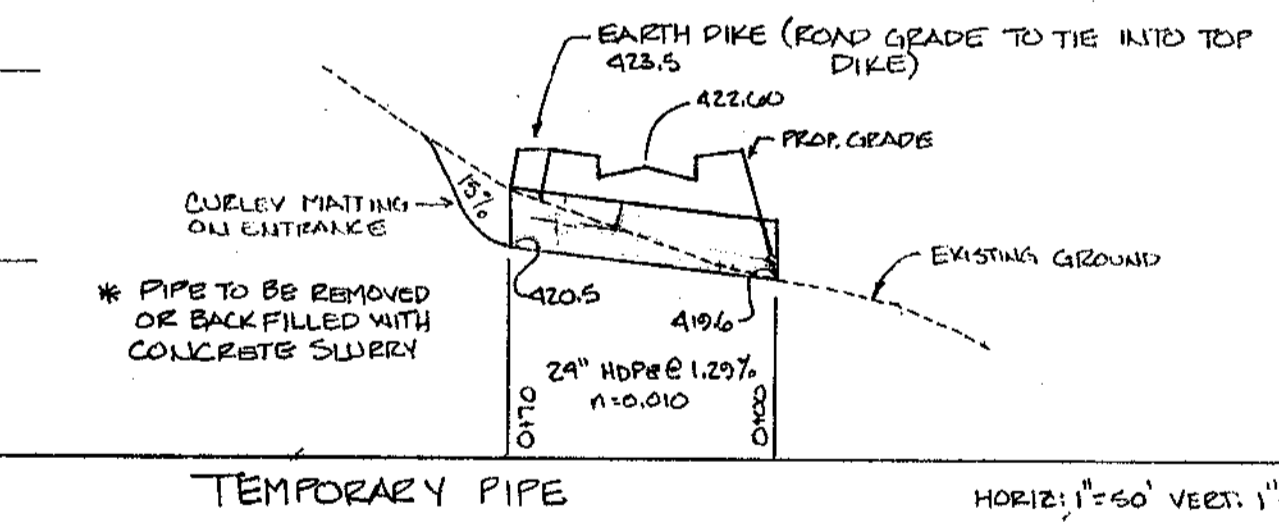 EARTH DIKE (ROAD GRADE TO TIE INTO TOP
423.5 DIKE)
422.60
PROP. GRADE
15%
CURLEY MATTING
ON ENTRANCE
EXISTING GROUND
* PIPE TO BE REMOVED
OR BACKFILLED WITH
CONCRETE SLURRY
420.5
419.6
24" HDPE @ 1.29%
n=0.010
0+70
0+00
TEMPORARY PIPE
HORIZ: 1"=50' VERT: 1"